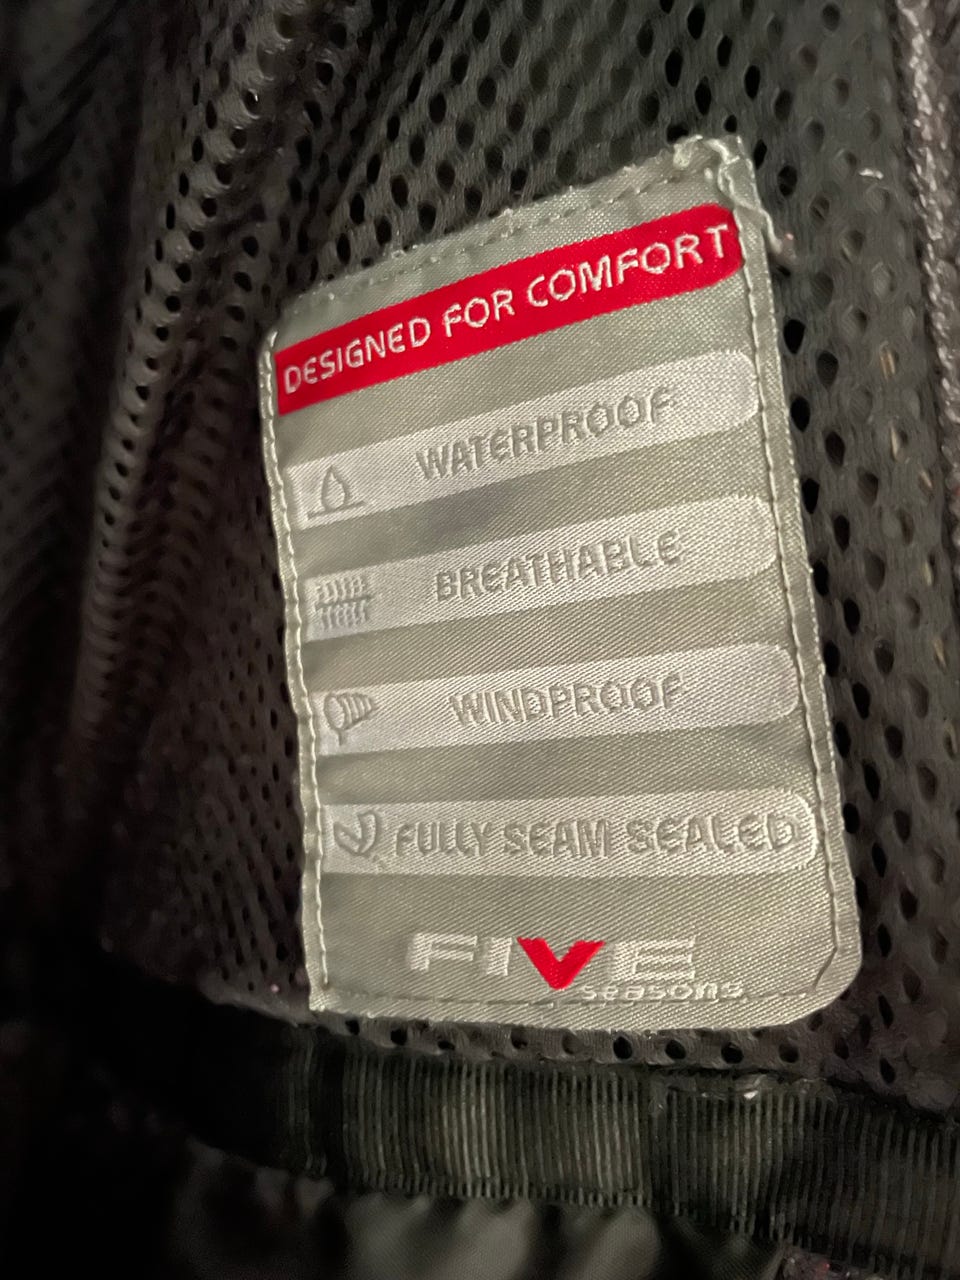 DESIGNED FOR COMFORT
WATERPROOF
BREATHABLE
WINDPROOF
FULLY SEAM SEALED
FIVE
seasons